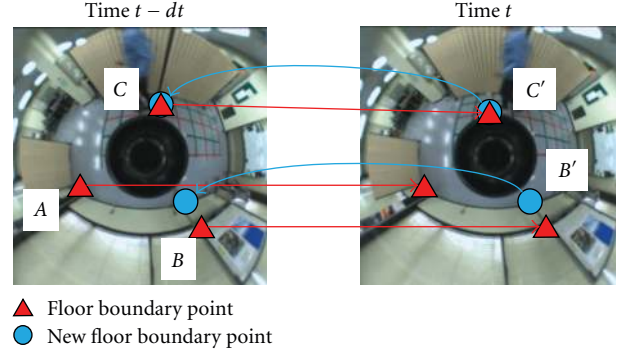 Time t − dt
Time t
C
C′
A
B
B′
Floor boundary point
New floor boundary point